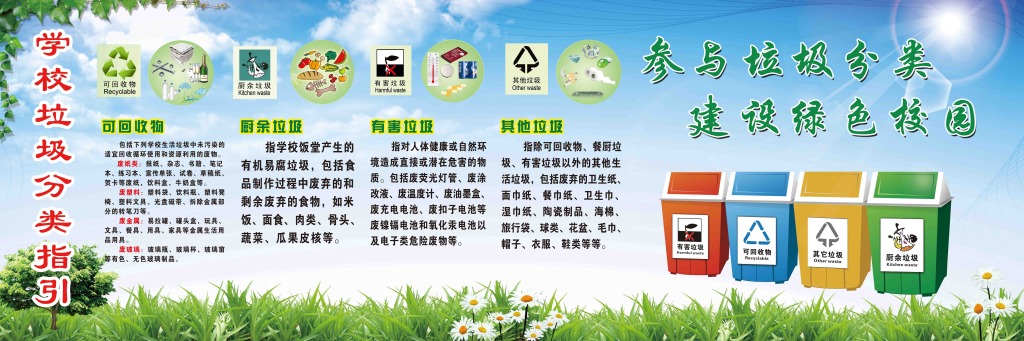 学校垃圾分类指引
可回收物
Recyclable
厨余垃圾
Kitchen waste
有害垃圾
Harmful waste
其他垃圾
Other waste
可回收物
包括下列学校生活垃圾中未污染的
适宜回收循环使用和资源利用的废物。
废纸类：报纸、杂志、书籍、笔记
本、练习本、宣传单张、试卷、草稿纸、
贺卡等废纸，饮料盒、牛奶盒等。
废塑料：塑料袋、饮料瓶、塑料凳
椅、塑料文具、光盘磁带、拆除金属部
分的转笔刀等。
废金属：易拉罐、罐头盒，玩具、
文具、餐具、用具、家具等金属生活用
品用具。
废玻璃：玻璃瓶、玻璃杯、玻璃窗
等有色、无色玻璃制品。
厨余垃圾
指学校饭堂产生的
有机易腐垃圾，包括食
品制作过程中废弃的和
剩余废弃的食物，如米
饭、面食、肉类、骨头、
蔬菜、瓜果皮核等。
有害垃圾
指对人体健康或自然环
境造成直接或潜在危害的物
质。包括废荧光灯管、废涂
改液、废温度计、废油墨盒、
废充电电池、废扣子电池等
废镍镉电池和氧化汞电池以
及电子类危险废物等。
其他垃圾
指除可回收物、餐厨垃
圾、有害垃圾以外的其他生
活垃圾，包括废弃的卫生纸、
面巾纸、餐巾纸、卫生巾、
湿巾纸、陶瓷制品、海棉、
旅行袋、球类、花盆、毛巾、
帽子、衣服、鞋类等等。
参与垃圾分类
建设绿色校园
有害垃圾
Harmful waste
可回收物
Recyclable
其它垃圾
Other waste
厨余垃圾
Kitchen waste